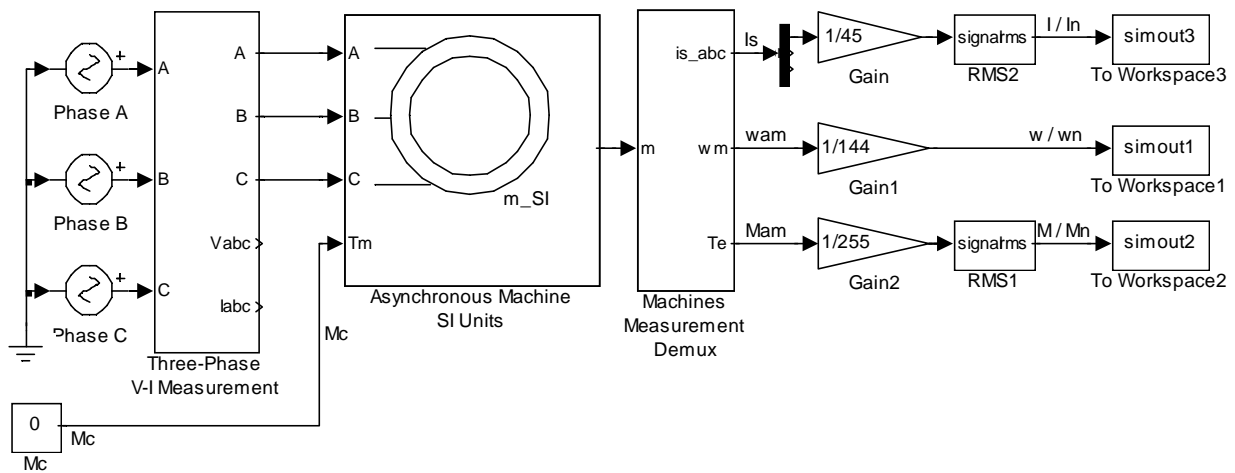 +
Phase A
+
Phase B
+
Phase C
A
B
C
A
B
C
Vabc
Iabc
Three-Phase
V-I Measurement
0
Mc
Mc
Mc
A
B
C
Tm
m_SI
Asynchronous Machine
SI Units
m
is_abc
wm
Te
Machines
Measurement
Demux
Is
wam
Mam
1/45
Gain
1/144
Gain1
1/255
Gain2
signalrms
RMS2
signalrms
RMS1
I / In
w / wn
M / Mn
simout3
To Workspace3
simout1
To Workspace1
simout2
To Workspace2